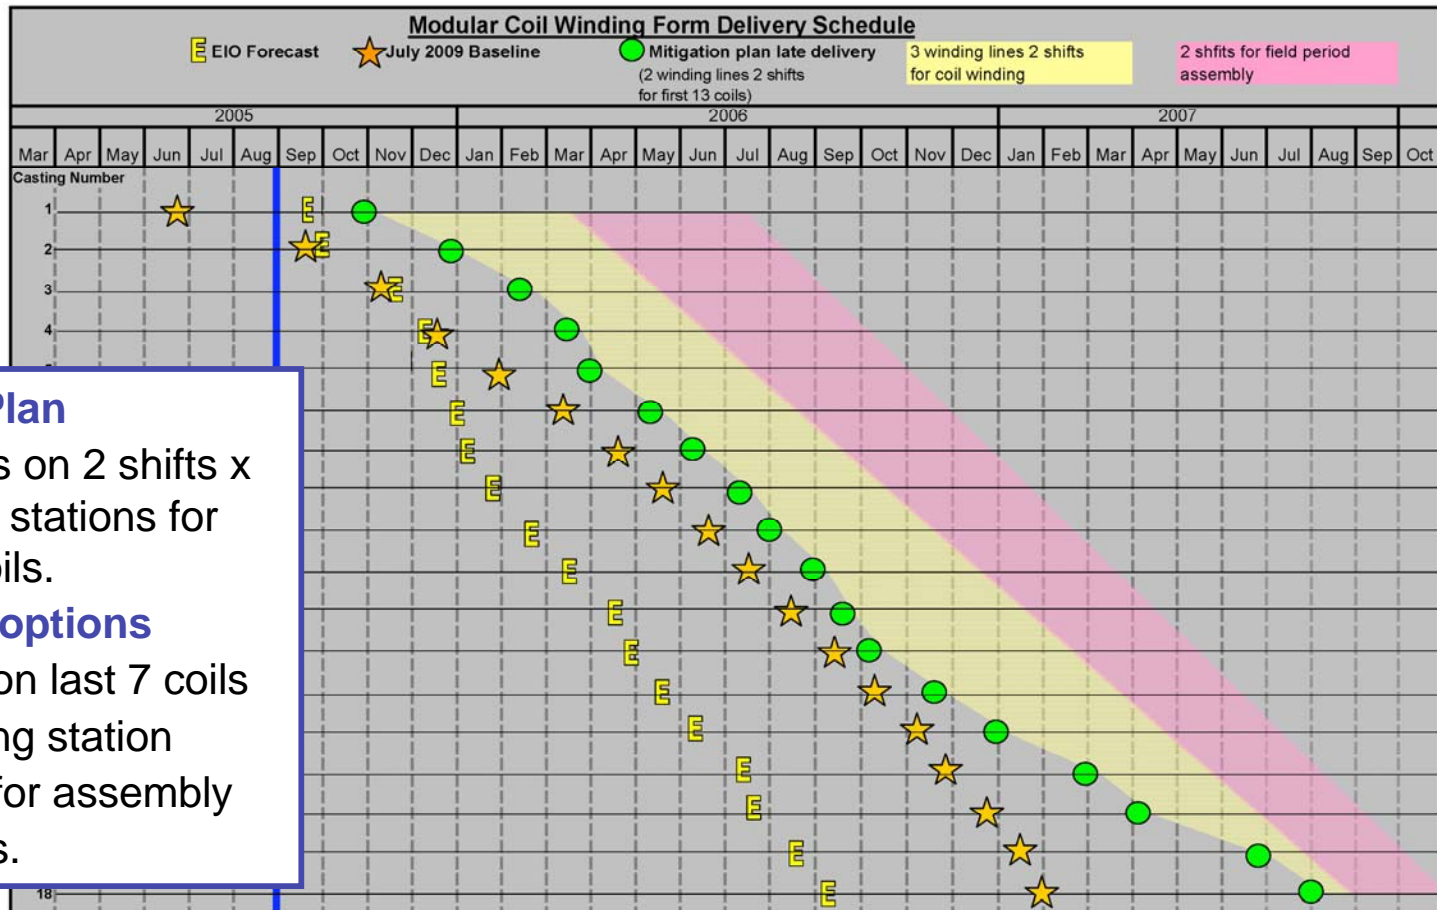 Modular Coil Winding Form Delivery Schedule
E EIO Forecast
July 2009 Baseline
Mitigation plan late delivery
(2 winding lines 2 shifts
for first 13 coils)
3 winding lines 2 shifts
for coil winding
2 shfits for field period
assembly
2005 2006 2007
Mar Apr May Jun Jul Aug Sep Oct Nov Dec Jan Feb Mar Apr May Jun Jul Aug Sep Oct Nov Dec Jan Feb Mar Apr May Jun Jul Aug Sep Oct
Casting Number
1 E
2 E
3 E
4 E
E
E
E
E
E
E
E
E
E
E
E
E
E
18 E
Plan
s on 2 shifts x
stations for
oils.
options
on last 7 coils
ng station
for assembly
s.